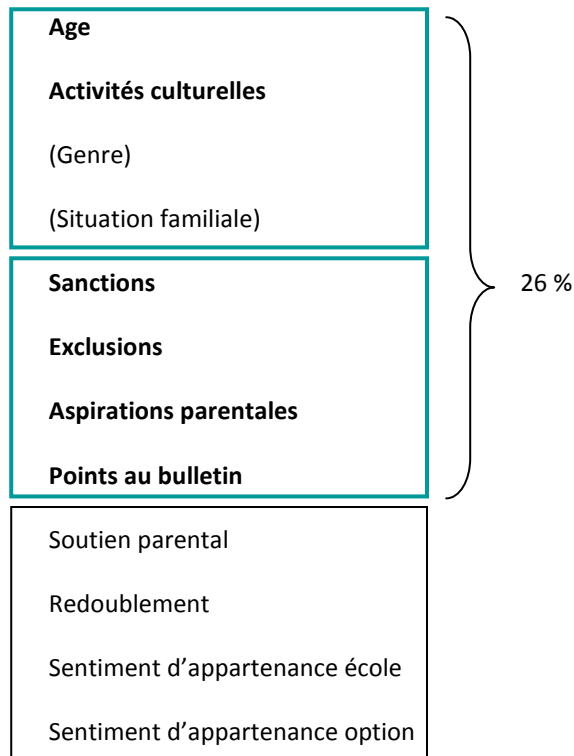 Age
Activités culturelles
(Genre)
(Situation familiale)
Sanctions
Exclusions
Aspirations parentales
Points au bulletin
26 %
Soutien parental
Redoublement
Sentiment d’appartenance école
Sentiment d’appartenance option